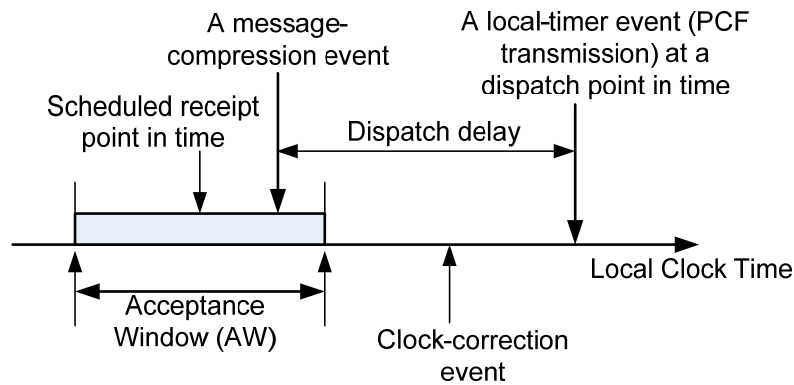 A message-
compression event
A local-timer event (PCF
transmission) at a
dispatch point in time
Scheduled receipt
point in time
Dispatch delay
Local Clock Time
Acceptance
Window (AW)
Clock-correction
event